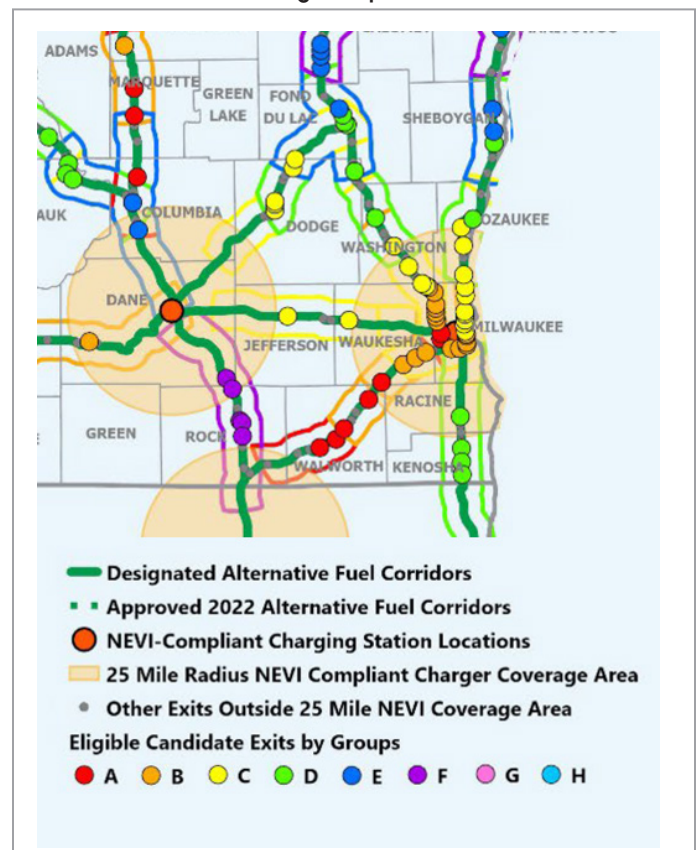 ADAMS
MARQUETTE
GREEN
LAKE
FOND
DU LAC
SHEBOYGAN
AUK
COLUMBIA
DODGE
OZAUKEE
WASHINGTON
DANE
MILWAUKEE
JEFFERSON
WAUKESHA
RACINE
GREEN
ROCK
WALWORTH
KENOSHA
Designated Alternative Fuel Corridors
Approved 2022 Alternative Fuel Corridors
NEVI-Compliant Charging Station Locations
25 Mile Radius NEVI Compliant Charger Coverage Area
Other Exits Outside 25 Mile NEVI Coverage Area
Eligible Candidate Exits by Groups
A B C D E F G H